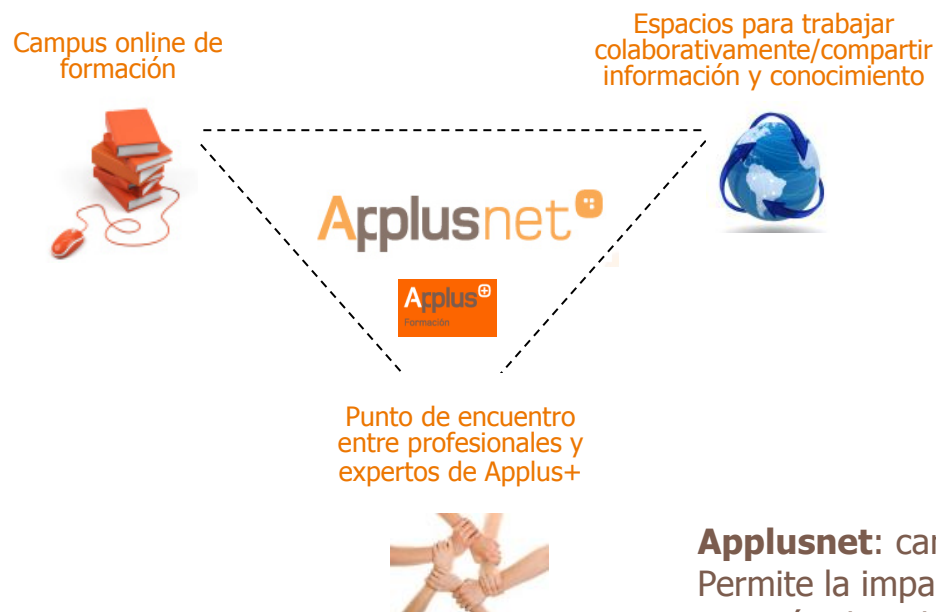 Campus online de
formación
Espacios para trabajar
colaborativamente/compartir
información y conocimiento
Applusnet
Applus+
Formación
Punto de encuentro
entre profesionales y
expertos de Applus+
Applusnet:
Permite la